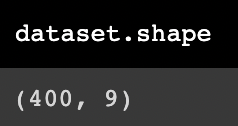 dataset.shape
(400, 9)